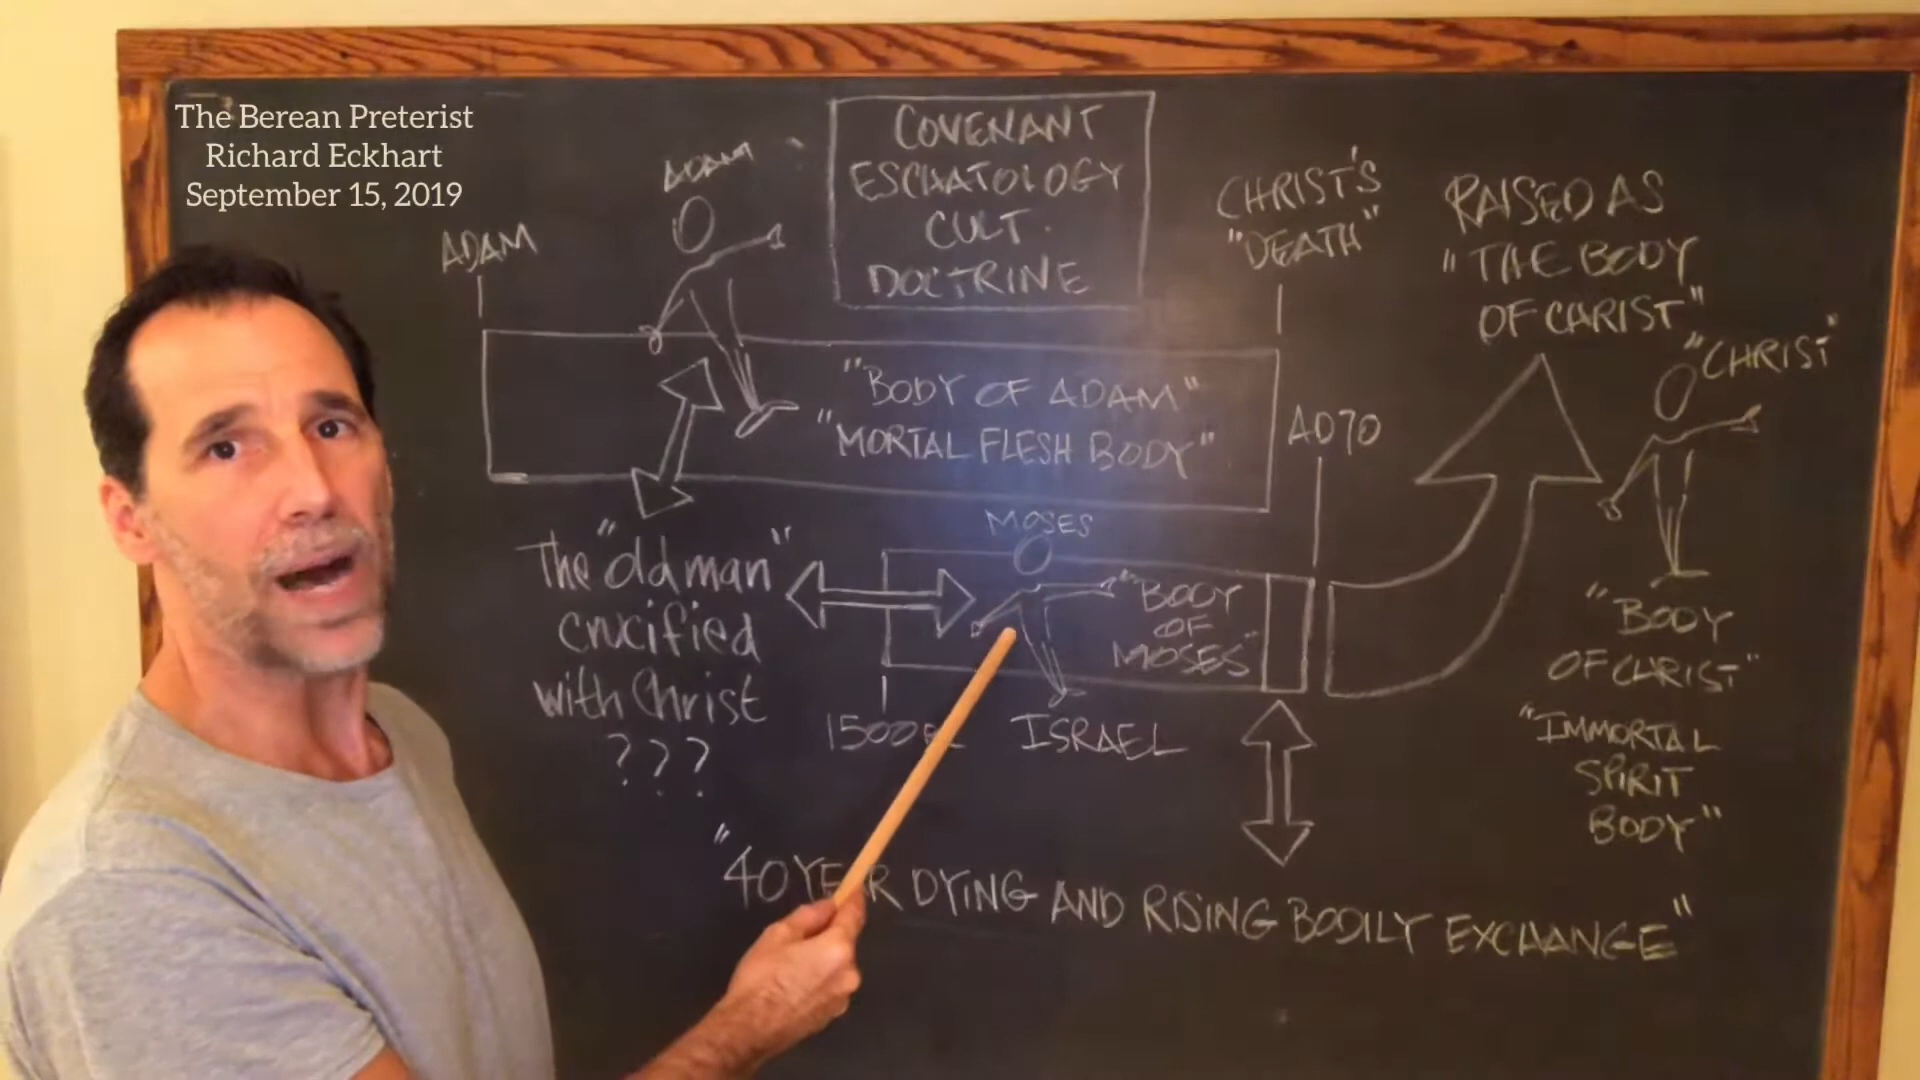 The Berean Preterist
Richard Eckhart
September 15, 2019
COVENANT
ESCHATOLOGY
CULT
DOCTRINE
ADAM
ADAM
CHRIST'S
"DEATH"
RAISED AS
"THE BODY
OF CHRIST"
"CHRIST"
"BODY OF ADAM"
"MORTAL FLESH BODY"
AD70
MOSES
The "old man"
crucified
with Christ
???
"BODY
OF
MOSES"
1500
ISRAEL
"BODY
OF CHRIST"
"IMMORTAL
SPIRIT
BODY"
"40 YEAR DYING AND RISING BODILY EXCHANGE"